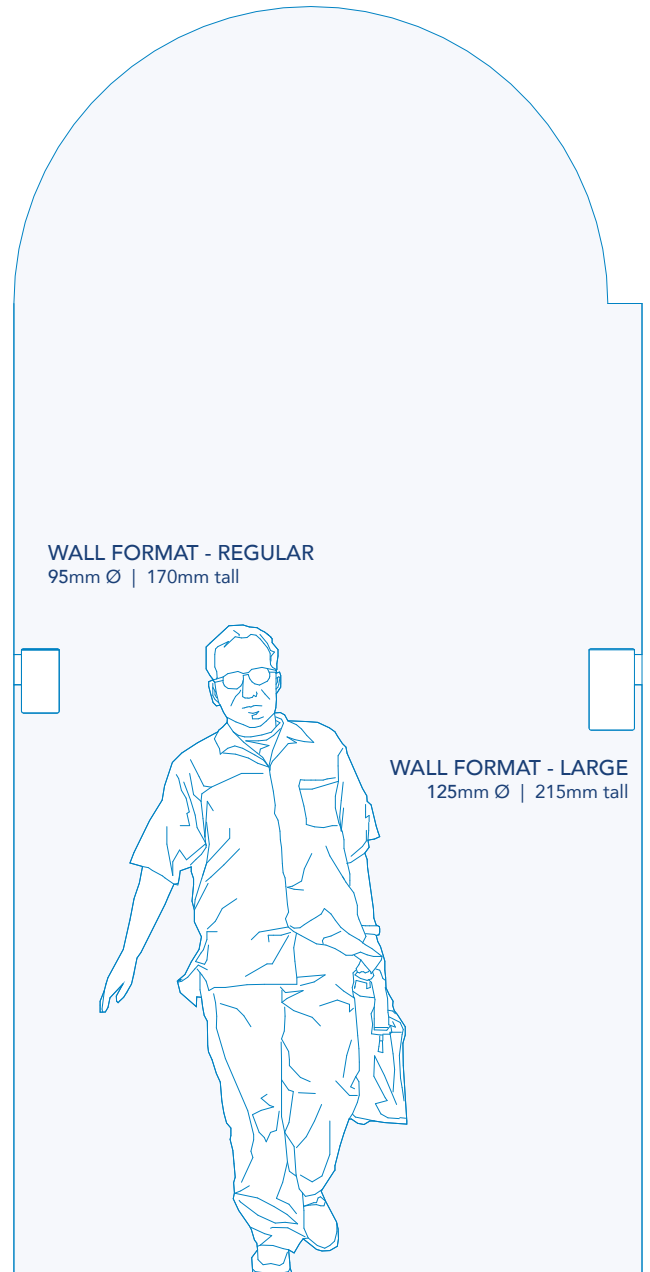 WALL FORMAT - REGULAR
95mm Ø | 170mm tall
WALL FORMAT - LARGE
125mm Ø | 215mm tall